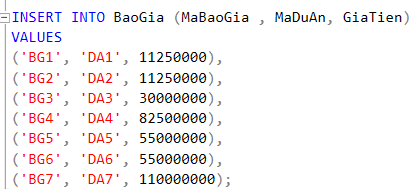 INSERT INTO BaoGia (MaBaoGia , MaDuAn, GiaTien)
VALUES
('BG1', 'DA1', 11250000),
('BG2', 'DA2', 11250000),
('BG3', 'DA3', 30000000),
('BG4', 'DA4', 82500000),
('BG5', 'DA5', 55000000),
('BG6', 'DA6', 55000000),
('BG7', 'DA7', 110000000);